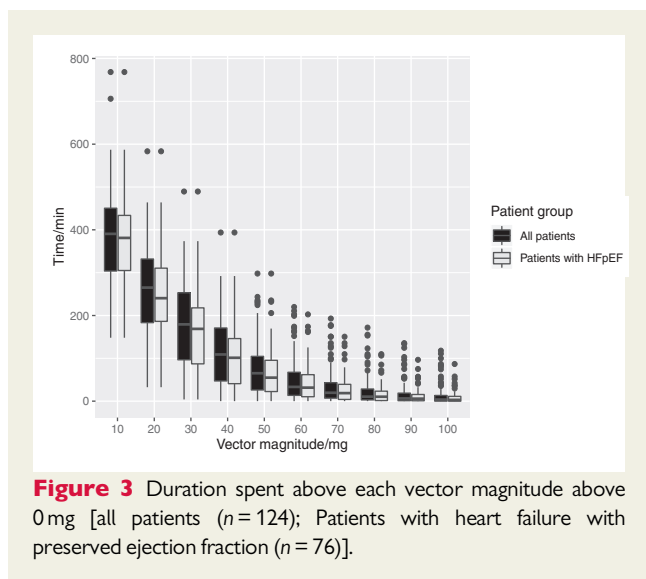 800
600
400
200
0
Time/min
10 20 30 40 50 60 70 80 90 100
Vector magnitude/mg
Patient group
All patients
Patients with HFpEF
Figure 3 Duration spent above each vector magnitude above
0 mg [all patients (n = 124); Patients with heart failure with
preserved ejection fraction (n = 76)].